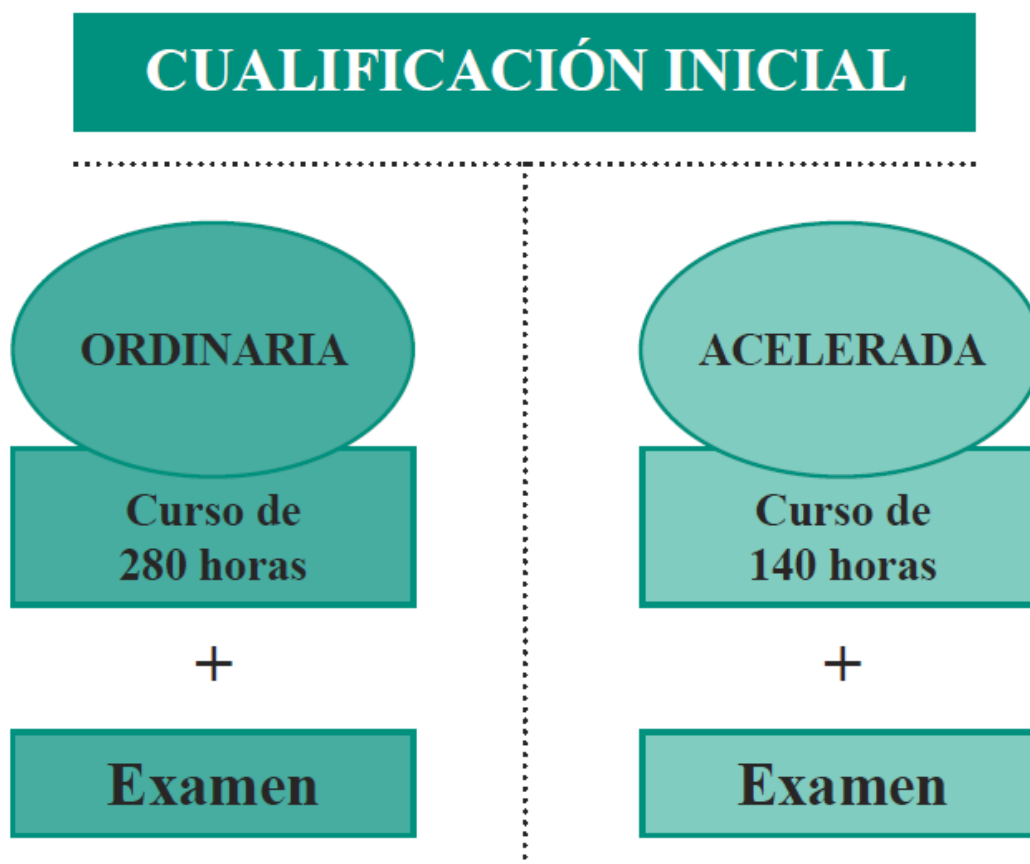 CUALIFICACIÓN INICIAL
ORDINARIA
Curso de
280 horas
+
Examen
ACELERADA
Curso de
140 horas
+
Examen